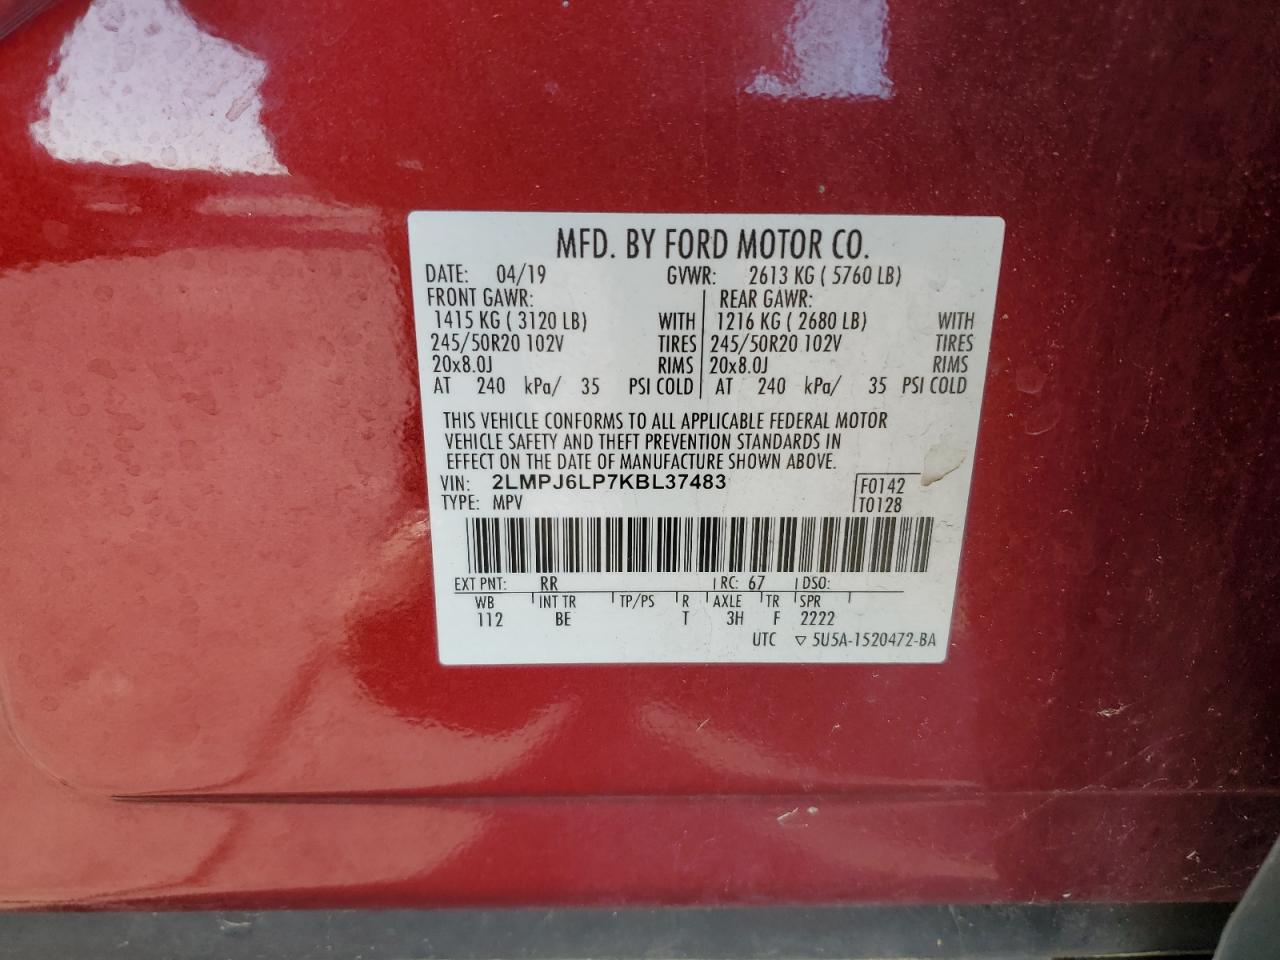 MFD. BY FORD MOTOR CO.
DATE: 04/19 GVWR: 2613 KG ( 5760 LB)
FRONT GAWR: REAR GAWR:
1415 KG ( 3120 LB) WITH 1216 KG ( 2680 LB) WITH
245/50R20 102V TIRES 245/50R20 102V TIRES
20x8.0J RIMS 20x8.0J RIMS
AT 240 kPa/ 35 PSI COLD AT 240 kPa/ 35 PSI COLD
THIS VEHICLE CONFORMS TO ALL APPLICABLE FEDERAL MOTOR
VEHICLE SAFETY AND THEFT PREVENTION STANDARDS IN
EFFECT ON THE DATE OF MANUFACTURE SHOWN ABOVE.
VIN: 2LMPJ6LP7KBL37483 F0142
TYPE: MPV T0128
EXT PNT: RR RC: 67 DSO:
WB INT TR TP/PS R AXLE TR SPR
112 BE T 3H F 2222
UTC ▽ 5U5A-1520472-BA